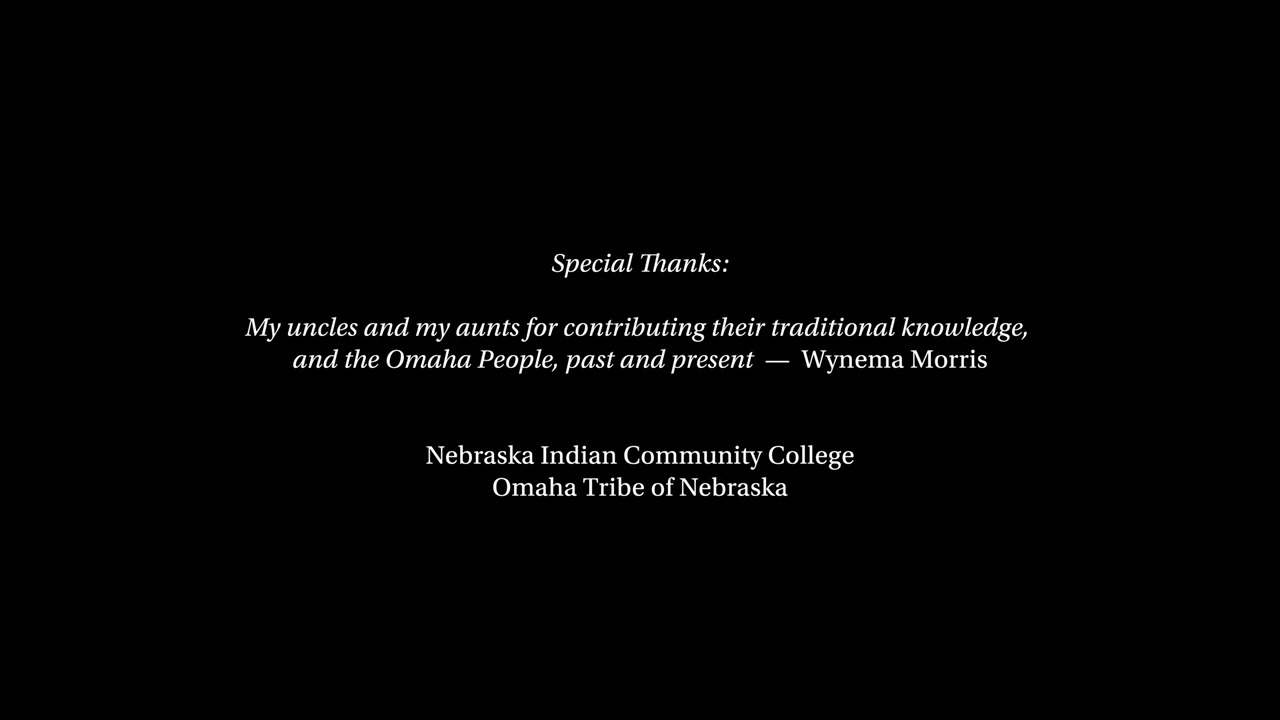 Special Thanks:
My uncles and my aunts for contributing their traditional knowledge,
and the Omaha People, past and present — Wynema Morris
Nebraska Indian Community College
Omaha Tribe of Nebraska